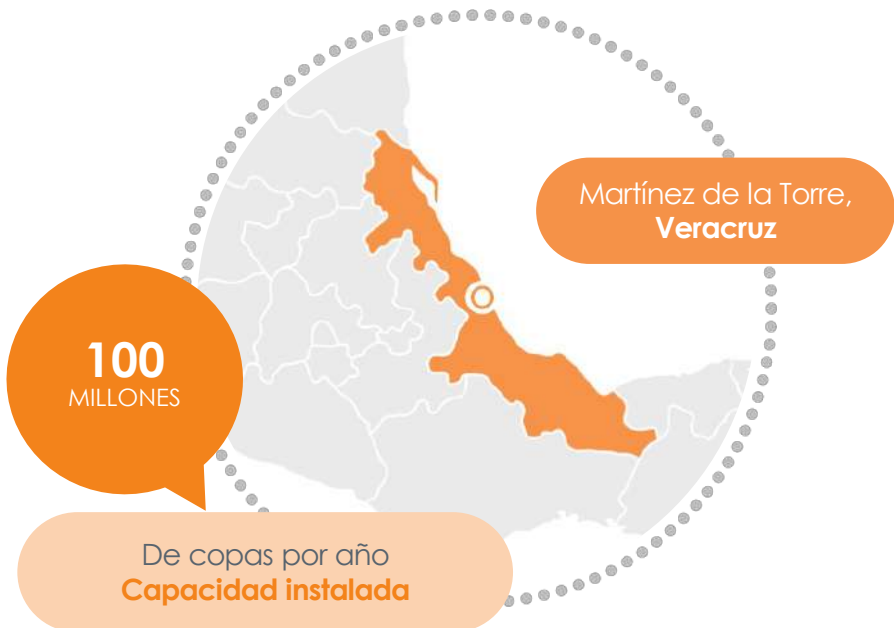 Martínez de la Torre,
Veracruz
100
MILLONES
De copas por año
Capacidad instalada